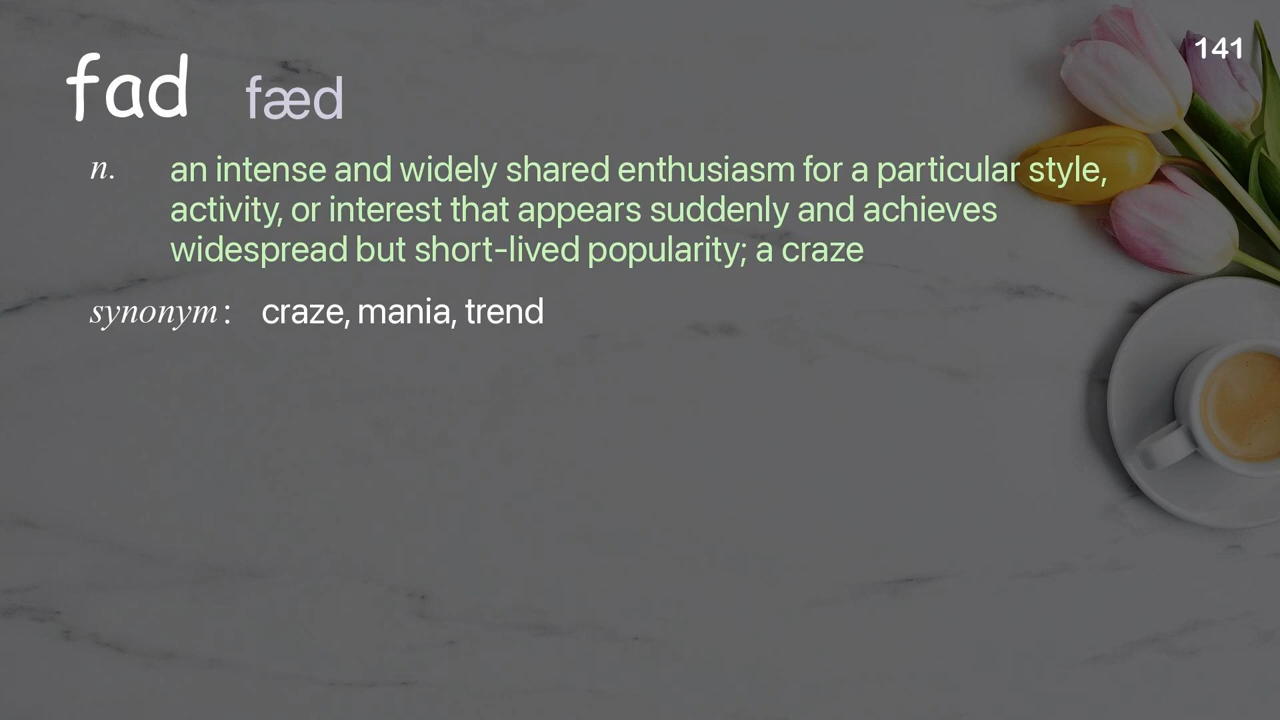 141
fad fæd
n. an intense and widely shared enthusiasm for a particular style,
activity, or interest that appears suddenly and achieves
widespread but short-lived popularity; a craze
synonym: craze, mania, trend